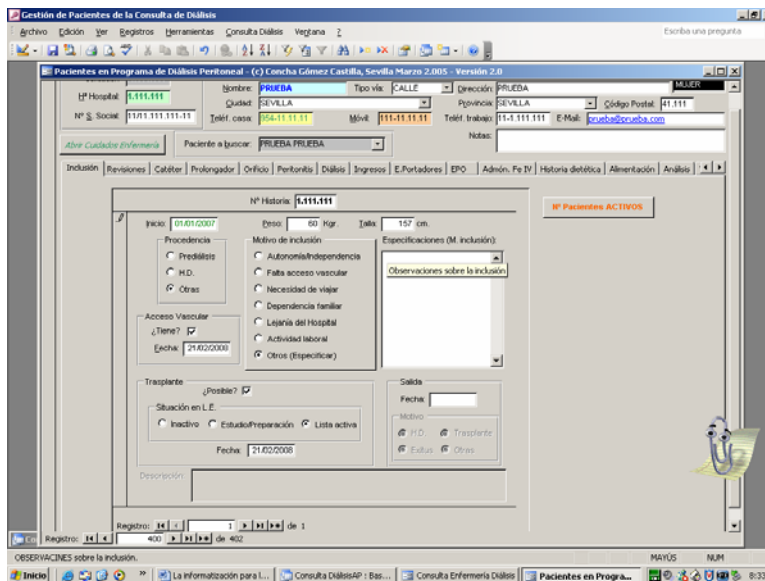 Gestión de Pacientes de la Consulta de Diálisis
Archivo Edición Ver Registros Herramientas Consulta Diálisis Ventana ?
Escriba una pregunta
Pacientes en Programa de Diálisis Peritoneal - (c) Concha Gómez Castilla, Sevilla Marzo 2.005 - Versión 2.0
Hª Hospital: 1.111.111
Nombre: PRUEBA Tipo vía: CALLE Dirección: PRUEBA MUJER
Ciudad: SEVILLA Provincia: SEVILLA Código Postal: 41.111
Nº S. Social: 11/11.111.111-11 Teléf. casa: 954-11.11.11 Móvil: 111-11.11.11 Teléf. trabajo: 11-1.111.111 E-Mail: prueba@prueba.com
Abrir Cuidados Enfermería Paciente a buscar: PRUEBA PRUEBA Notas:
Inclusión Revisiones Catéter Prolongador Orificio Peritonitis Diálisis Ingresos E.Portadores EPO Admón. Fe IV Historia dietética Alimentación Análisis
Nº Historia: 1.111.111
Nº Pacientes ACTIVOS
Inicio: 01/01/2007 Peso: 60 Kgr. Talla: 157 cm.
Procedencia
Prediálisis
H.D.
Otras
Motivo de inclusión
Autonomía/Independencia
Falta acceso vascular
Necesidad de viajar
Dependencia familiar
Lejanía del Hospital
Actividad laboral
Otros (Especificar)
Especificaciones (M. inclusión):
Observaciones sobre la inclusión
Acceso Vascular
¿Tiene?
Fecha: 21/02/2008
Trasplante
¿Posible?
Situación en L.E.
Inactivo Estudio/Preparación Lista activa
Fecha: 21/02/2008
Salida
Fecha:
Motivo
H.D. Trasplante
Exitus Otras
Descripción:
Registro: 1 de 1
Registro: 400 de 402
OBSERVACINES sobre la inclusión.
MAYÚS NUM
Inicio
La informatización para l...
Consulta DiálisisAP : Bas...
Consulta Enfermería Diálisis
Pacientes en Progra...